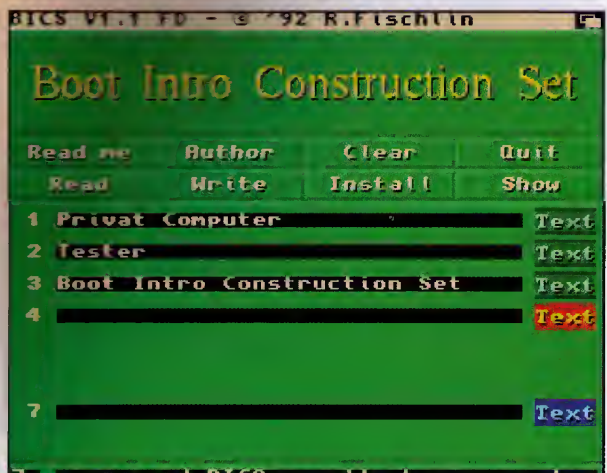 BICS V1.1 FD - © '92 R.Fischlin
Boot Intro Construction Set
Read me Author Clear Quit
Read Write Install Show
1 Privat Computer Text
2 Tester Text
3 Boot Intro Construction Set Text
4 Text
7 Text
BICS